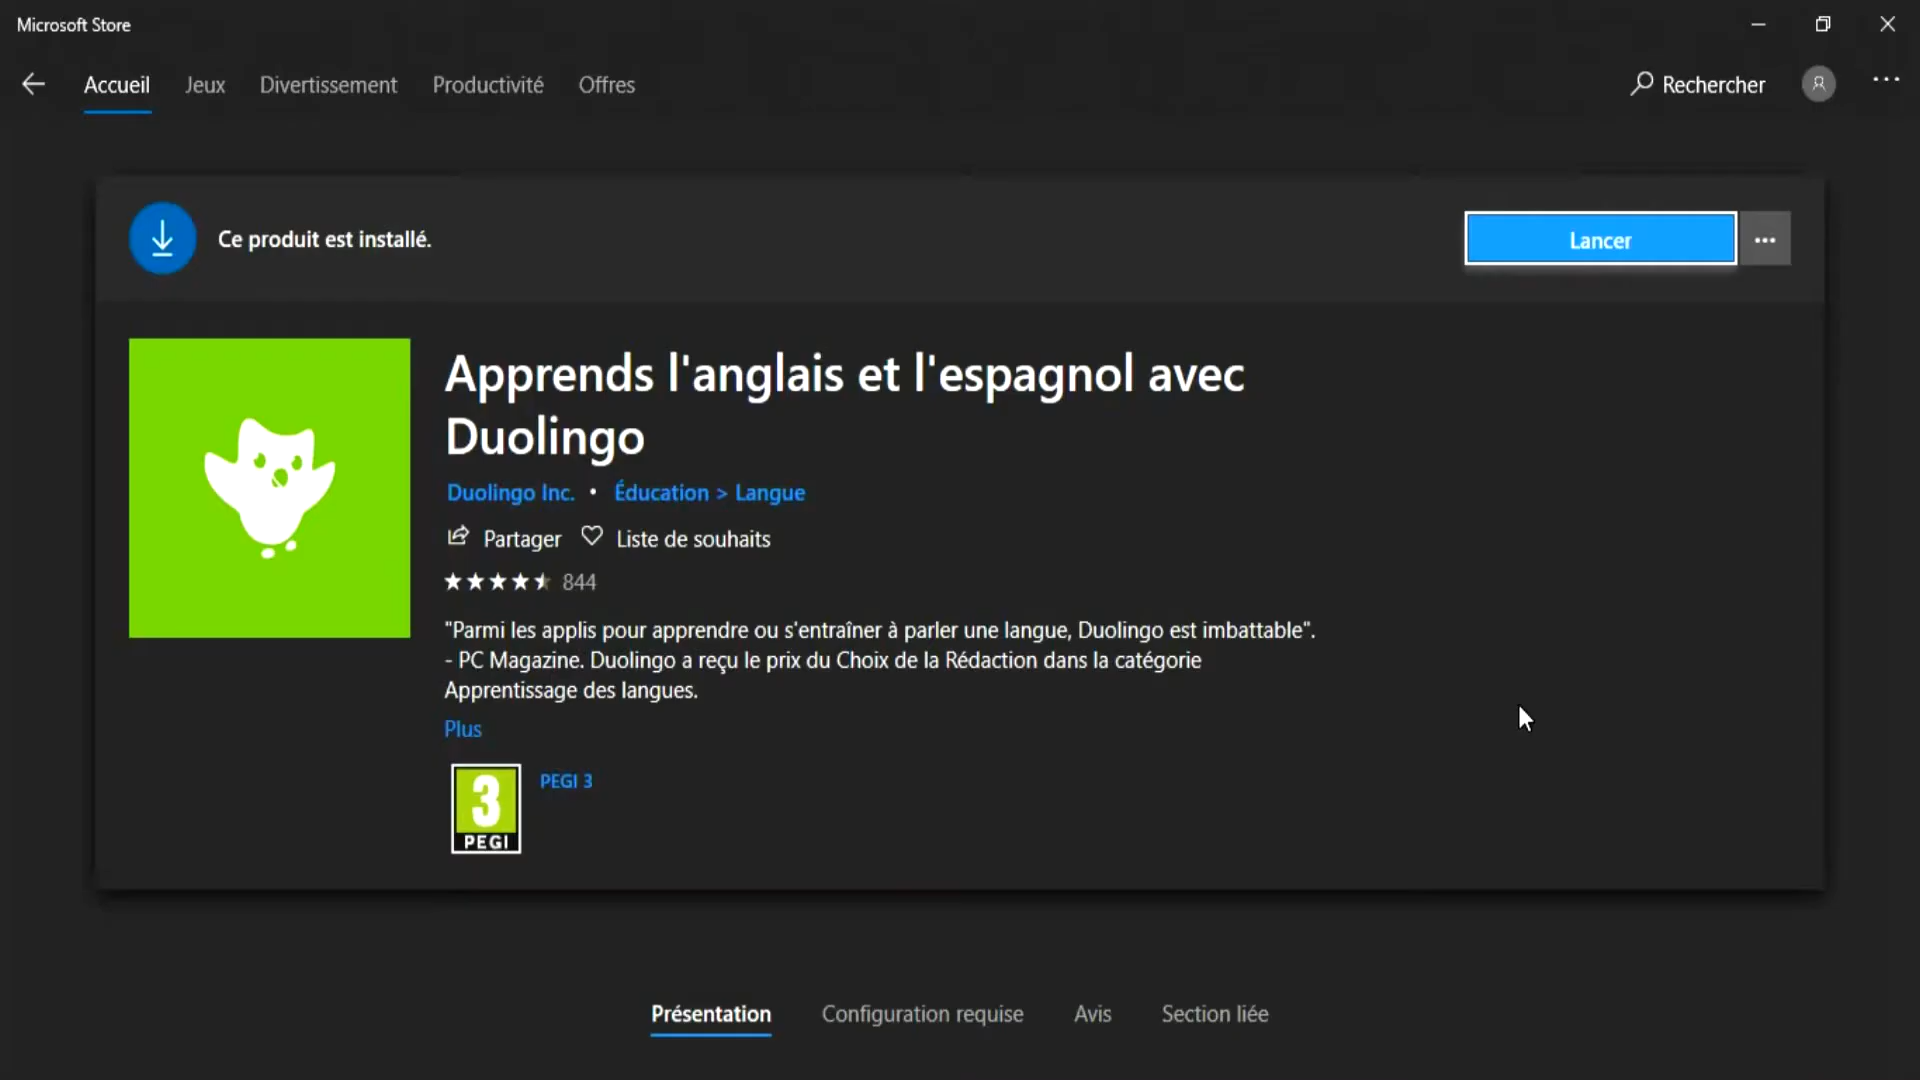 Microsoft Store
Accueil Jeux Divertissement Productivité Offres Rechercher
Ce produit est installé. Lancer
Apprends l'anglais et l'espagnol avec
Duolingo
Duolingo Inc. • Éducation > Langue
Partager Liste de souhaits
844
"Parmi les applis pour apprendre ou s'entraîner à parler une langue, Duolingo est imbattable".
- PC Magazine. Duolingo a reçu le prix du Choix de la Rédaction dans la catégorie
Apprentissage des langues.
Plus
3 PEGI 3
PEGI
Présentation Configuration requise Avis Section liée